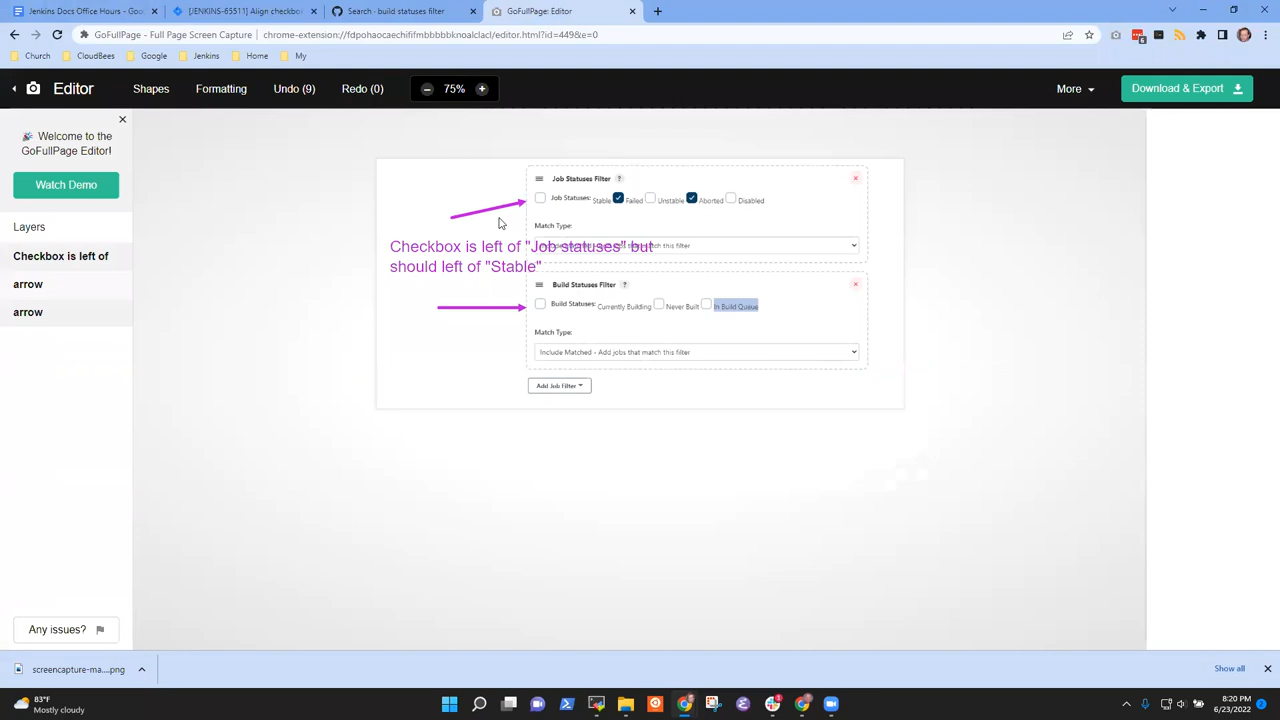 Jenkins Docs Office Hours - Goo
[JENKINS-65511] Align checkbo
Search · build statuses filter
GoFullPage: Editor
GoFullPage - Full Page Screen Capture
chrome-extension://fdpohaocaechififmbbbbbknoalclacl/editor.html?id=449&e=0
Church
CloudBees
Google
Jenkins
Home
My
Editor
Shapes
Formatting
Undo (9)
Redo (0)
75%
More
Download & Export
Welcome to the
GoFullPage Editor!
Watch Demo
Layers
Checkbox is left of
arrow
arrow
Job Statuses Filter ?
Job Statuses: Stable Failed Unstable Aborted Disabled
Match Type:
Checkbox is left of "Job statuses" but
should left of "Stable"
Build Statuses Filter ?
Build Statuses: Currently Building Never Built In Build Queue
Match Type:
Include Matched - Add jobs that match this filter
Add Job Filter
Any issues?
screencapture-ma....png
Show all
83°F
Mostly cloudy
8:20 PM
6/23/2022